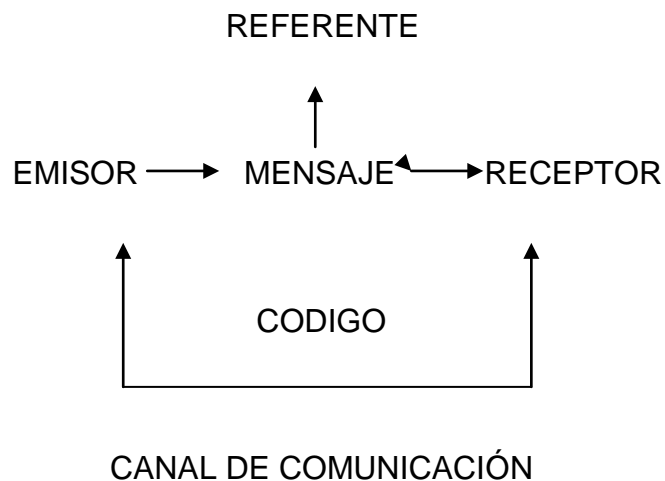 REFERENTE
EMISOR MENSAJE RECEPTOR
CODIGO
CANAL DE COMUNICACIÓN